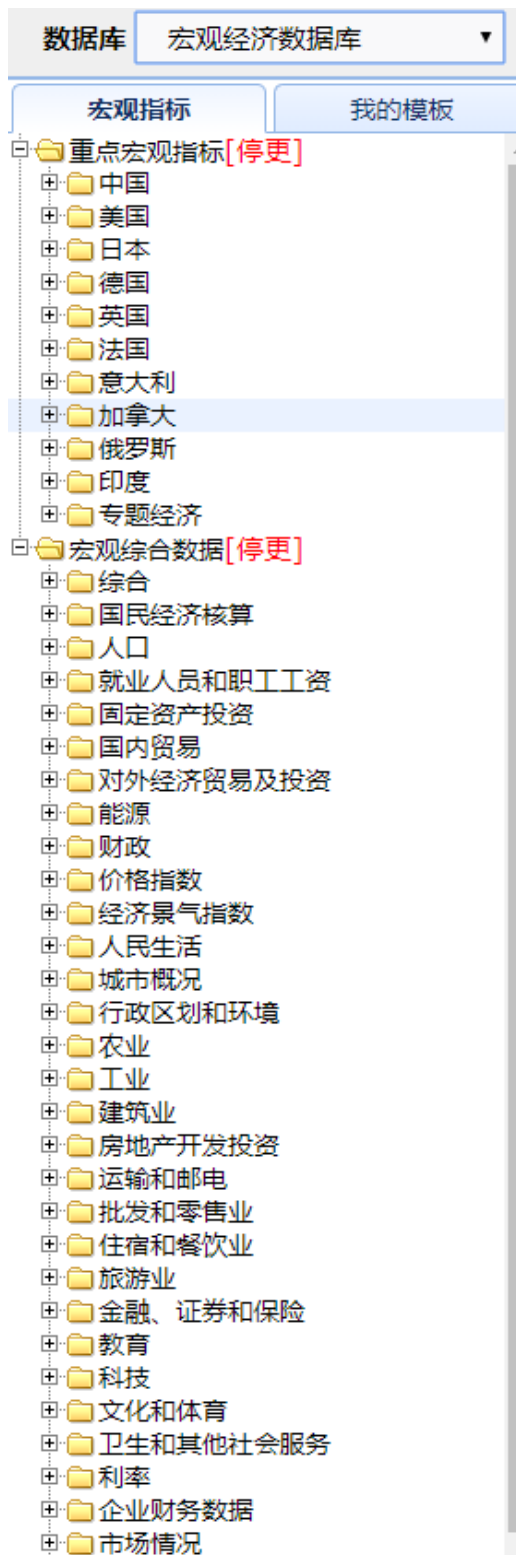 数据库 宏观经济数据库
宏观指标 我的模板
重点宏观指标[停更]
中国
美国
日本
德国
英国
法国
意大利
加拿大
俄罗斯
印度
专题经济
宏观综合数据[停更]
综合
国民经济核算
人口
就业人员和职工工资
固定资产投资
国内贸易
对外经济贸易及投资
能源
财政
价格指数
经济景气指数
人民生活
城市概况
行政区划和环境
农业
工业
建筑业
房地产开发投资
运输和邮电
批发和零售业
住宿和餐饮业
旅游业
金融、证券和保险
教育
科技
文化和体育
卫生和其他社会服务
利率
企业财务数据
市场情况